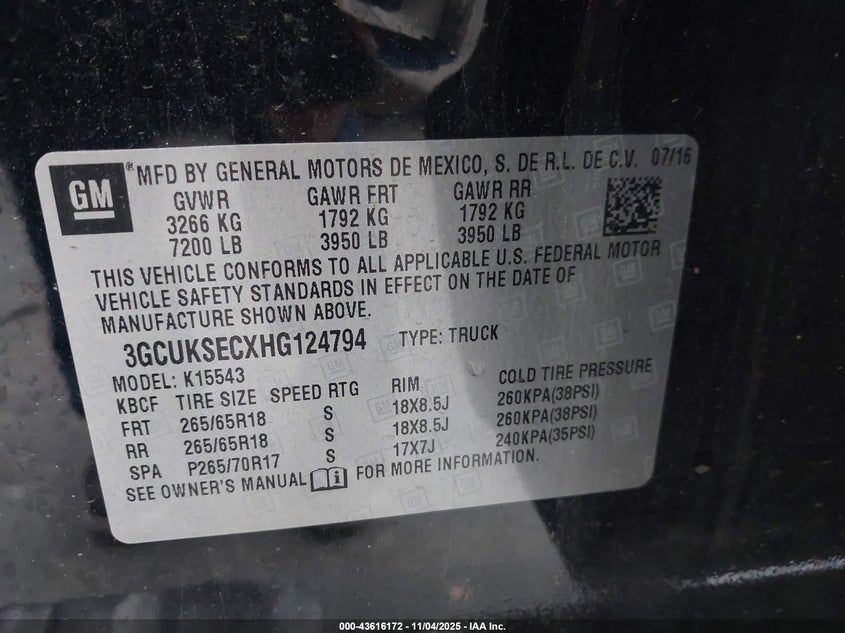 GM
® MFD BY GENERAL MOTORS DE MEXICO, S. DE R.L. DE C.V. 07/16
GVWR GAWR FRT GAWR RR
3266 KG 1792 KG 1792 KG
7200 LB 3950 LB 3950 LB
THIS VEHICLE CONFORMS TO ALL APPLICABLE U.S. FEDERAL MOTOR
VEHICLE SAFETY STANDARDS IN EFFECT ON THE DATE OF
MANUFACTURE SHOWN ABOVE.
3GCUKSECXHG124794 TYPE: TRUCK
MODEL: K15543
KBCF TIRE SIZE SPEED RTG RIM COLD TIRE PRESSURE
FRT 265/65R18 S 18X8.5J 260KPA(38PSI)
RR 265/65R18 S 18X8.5J 260KPA(38PSI)
SPA P265/70R17 S 17X7J 240KPA(35PSI)
SEE OWNER'S MANUAL FOR MORE INFORMATION.
000-43616172 - 11/04/2025 - IAA Inc.